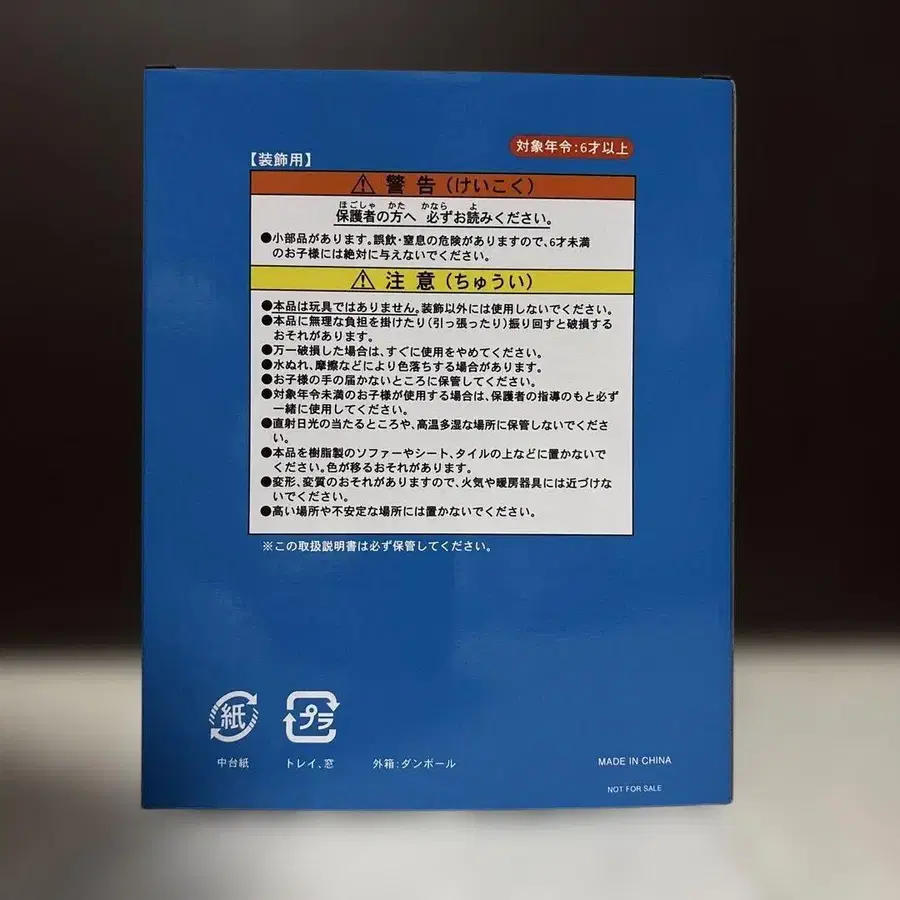 対象年令:6才以上
【装飾用】
⚠警告(けいこく)
ほごしゃ かた かなら よ
保護者の方へ 必ずお読みください。
●小部品があります。誤飲・窒息の危険がありますので、6才未満
のお子様には絶対に与えないでください。
⚠注意(ちゅうい)
●本品は玩具ではありません。装飾以外には使用しないでください。
●本品に無理な負担を掛けたり(引っ張ったり)振り回すと破損する
おそれがあります。
●万一破損した場合は、すぐに使用をやめてください。
●水ぬれ、摩擦などにより色落ちする場合があります。
●お子様の手の届かないところに保管してください。
●対象年令未満のお子様が使用する場合は、保護者の指導のもと必ず
一緒に使用してください。
●直射日光の当たるところや、高温多湿な場所に保管しないでくださ
い。
●本品を樹脂製のソファーやシート、タイルの上などに置かないで
ください。色が移るおそれがあります。
●変形、変質のおそれがありますので、火気や暖房器具には近づけな
いでください。
●高い場所や不安定な場所には置かないでください。
※この取扱説明書は必ず保管してください。
紙 プラ
中台紙 トレイ、窓 外箱:ダンボール
MADE IN CHINA
NOT FOR SALE